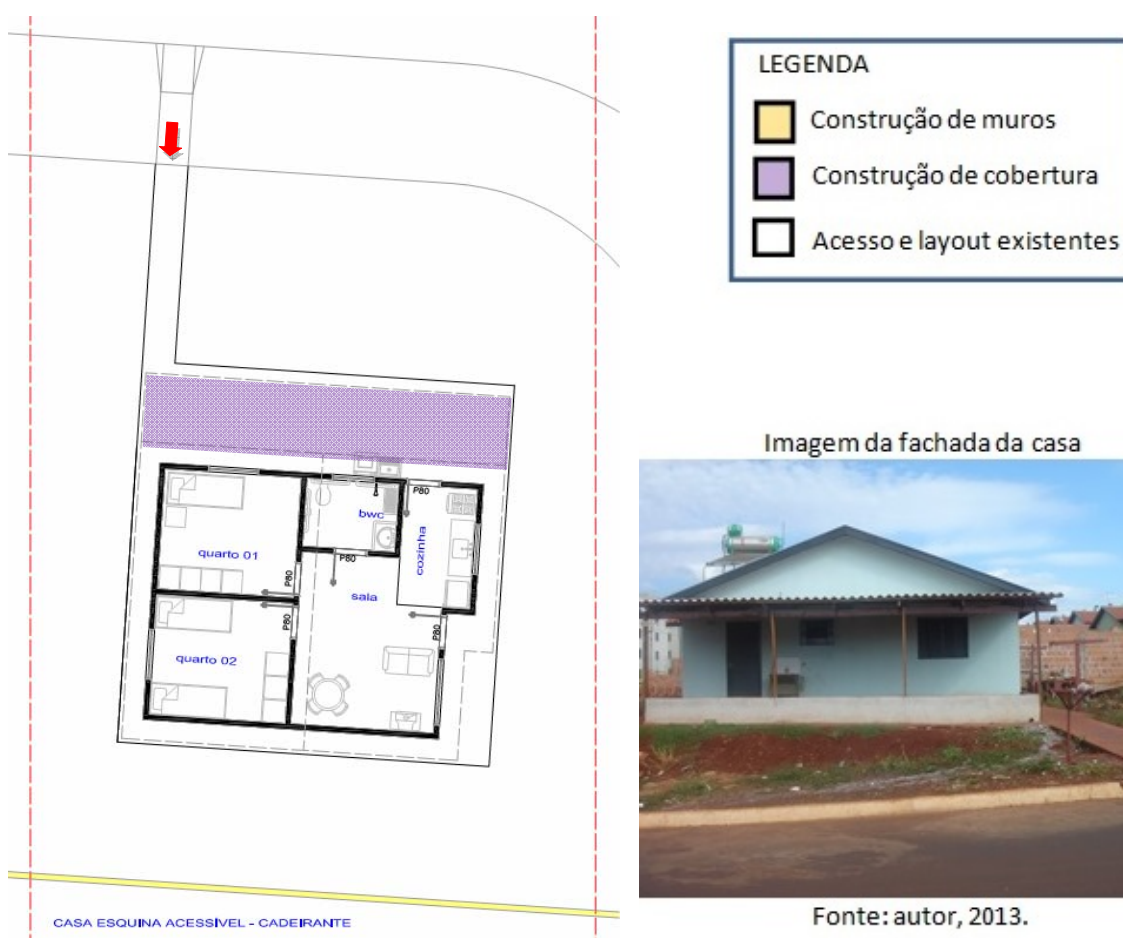 LEGENDA
Construção de muros
Construção de cobertura
Acesso e layout existentes
P80
bwc
cozinha
quarto 01
P80
P80
sala
P80
P80
quarto 02
CASA ESQUINA ACESSÍVEL - CADEIRANTE
Imagem da fachada da casa
Fonte: autor, 2013.